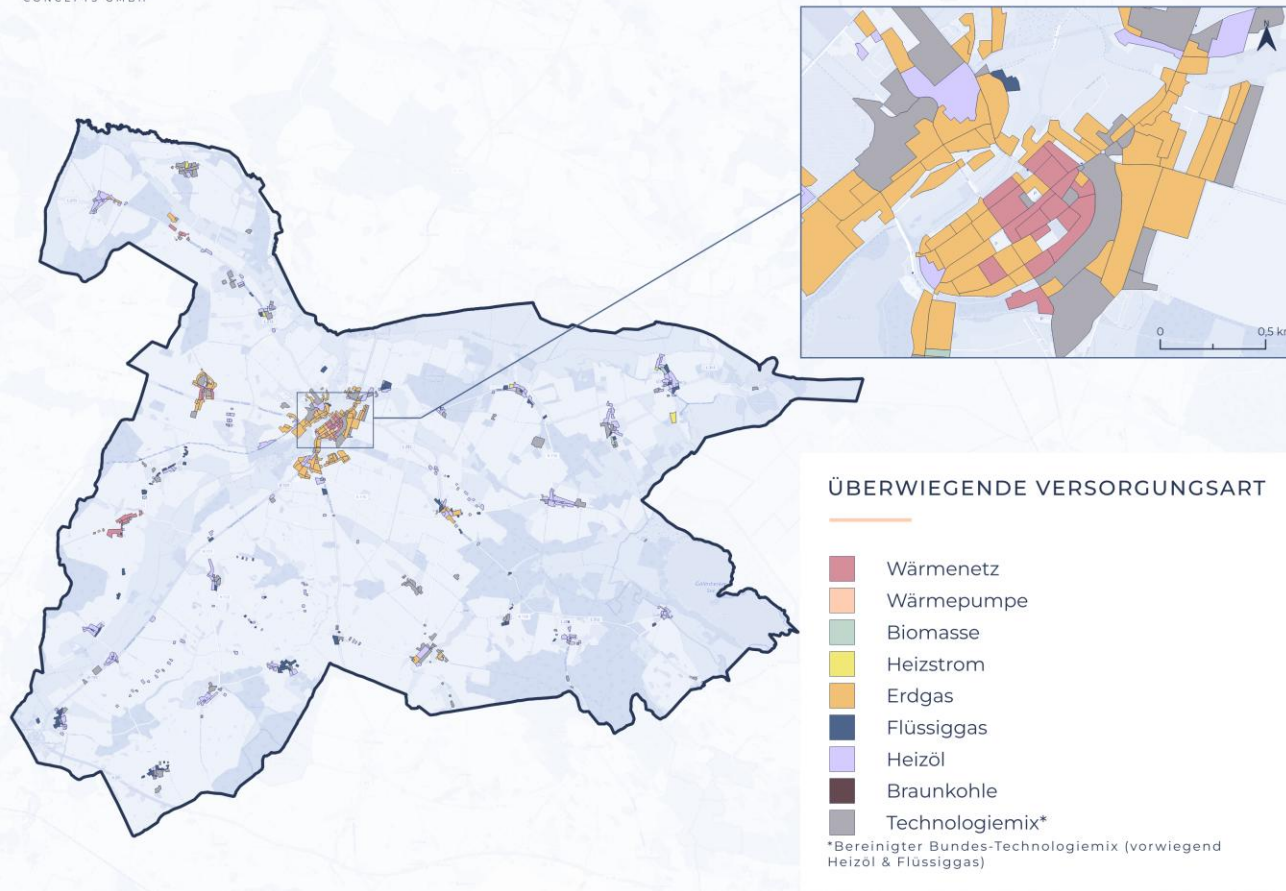 N
0
0,5 km
ÜBERWIEGENDE VERSORGUNGSART
Wärmenetz
Wärmepumpe
Biomasse
Heizstrom
Erdgas
Flüssiggas
Heizöl
Braunkohle
Technologiemix*
*Bereinigter Bundes-Technologiemix (vorwiegend
Heizöl & Flüssiggas)